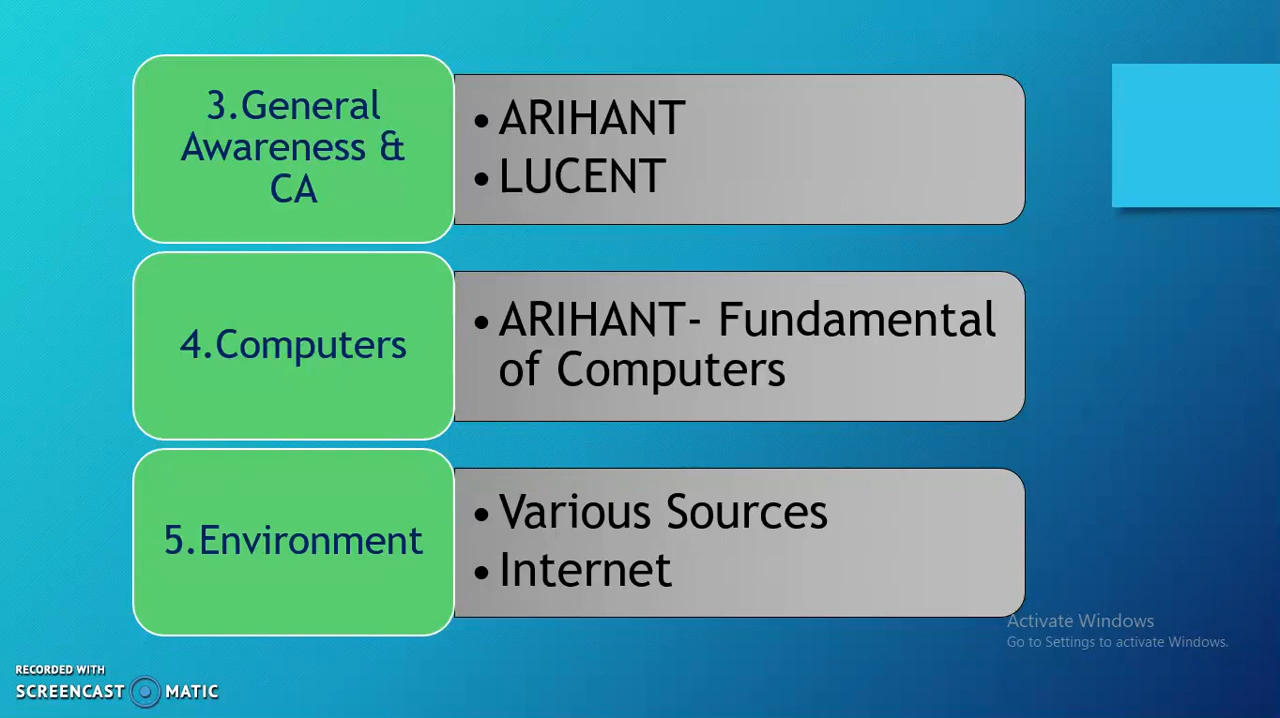 3.General
Awareness &
CA
• ARIHANT
• LUCENT
4.Computers
• ARIHANT- Fundamental
of Computers
5.Environment
• Various Sources
• Internet
Activate Windows
Go to Settings to activate Windows.
RECORDED WITH
SCREENCAST MATIC